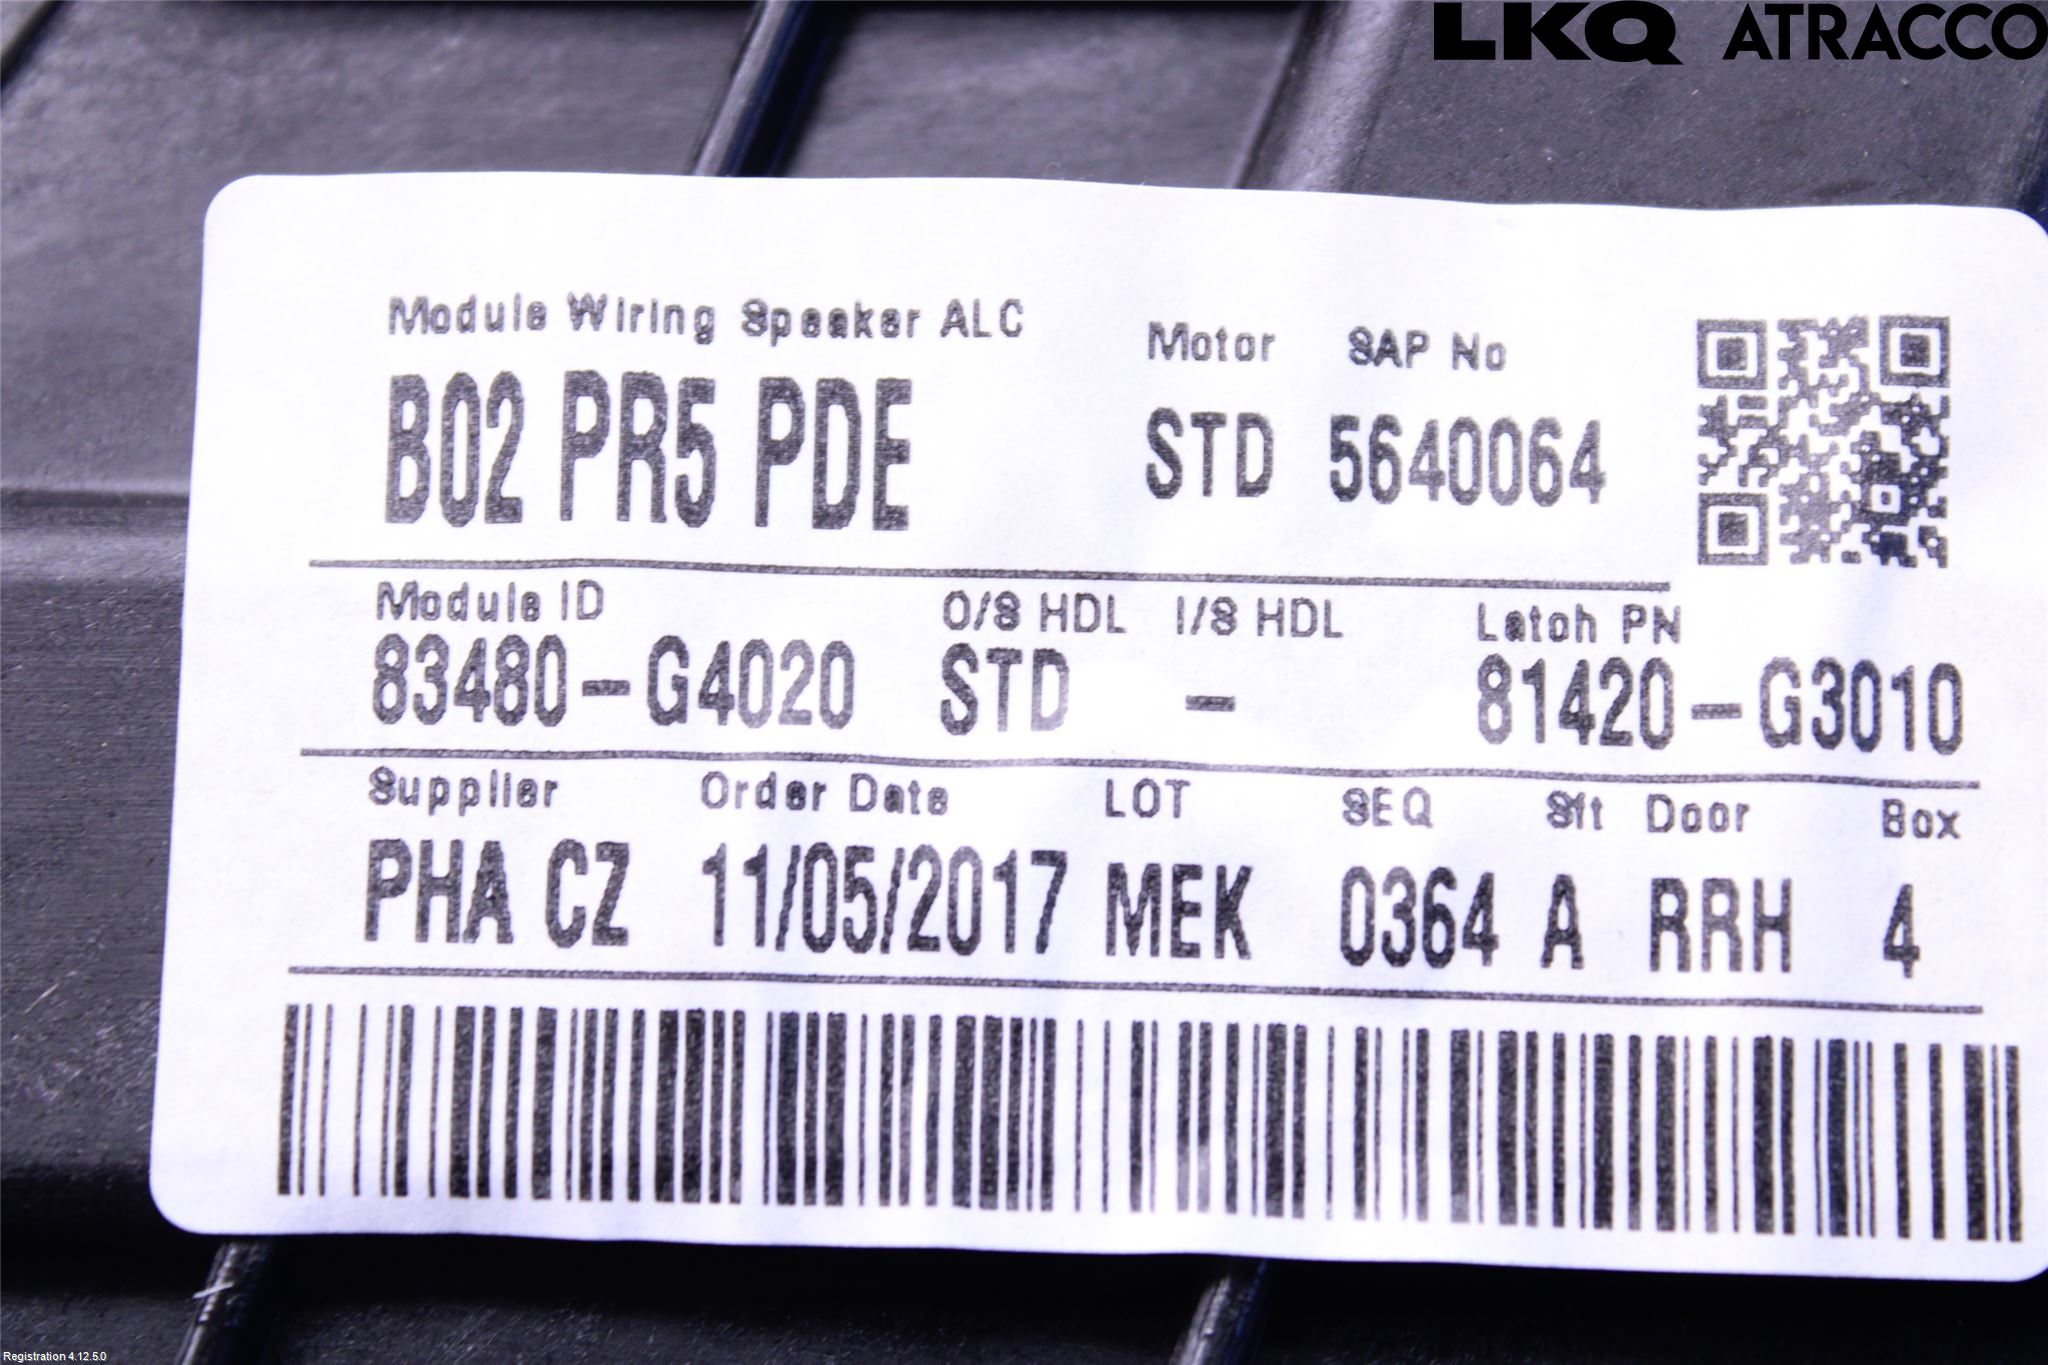 LKQ ATRACCO
Module Wiring Speaker ALC Motor SAP No
B02 PR5 PDE STD 5640064
Module ID O/S HDL I/S HDL Latch PN
83480-G4020 STD - 81420-G3010
Supplier Order Date LOT SEQ Sft Door Box
PHA CZ 11/05/2017 MEK 0364 A RRH 4
Registration 4.12.5.0